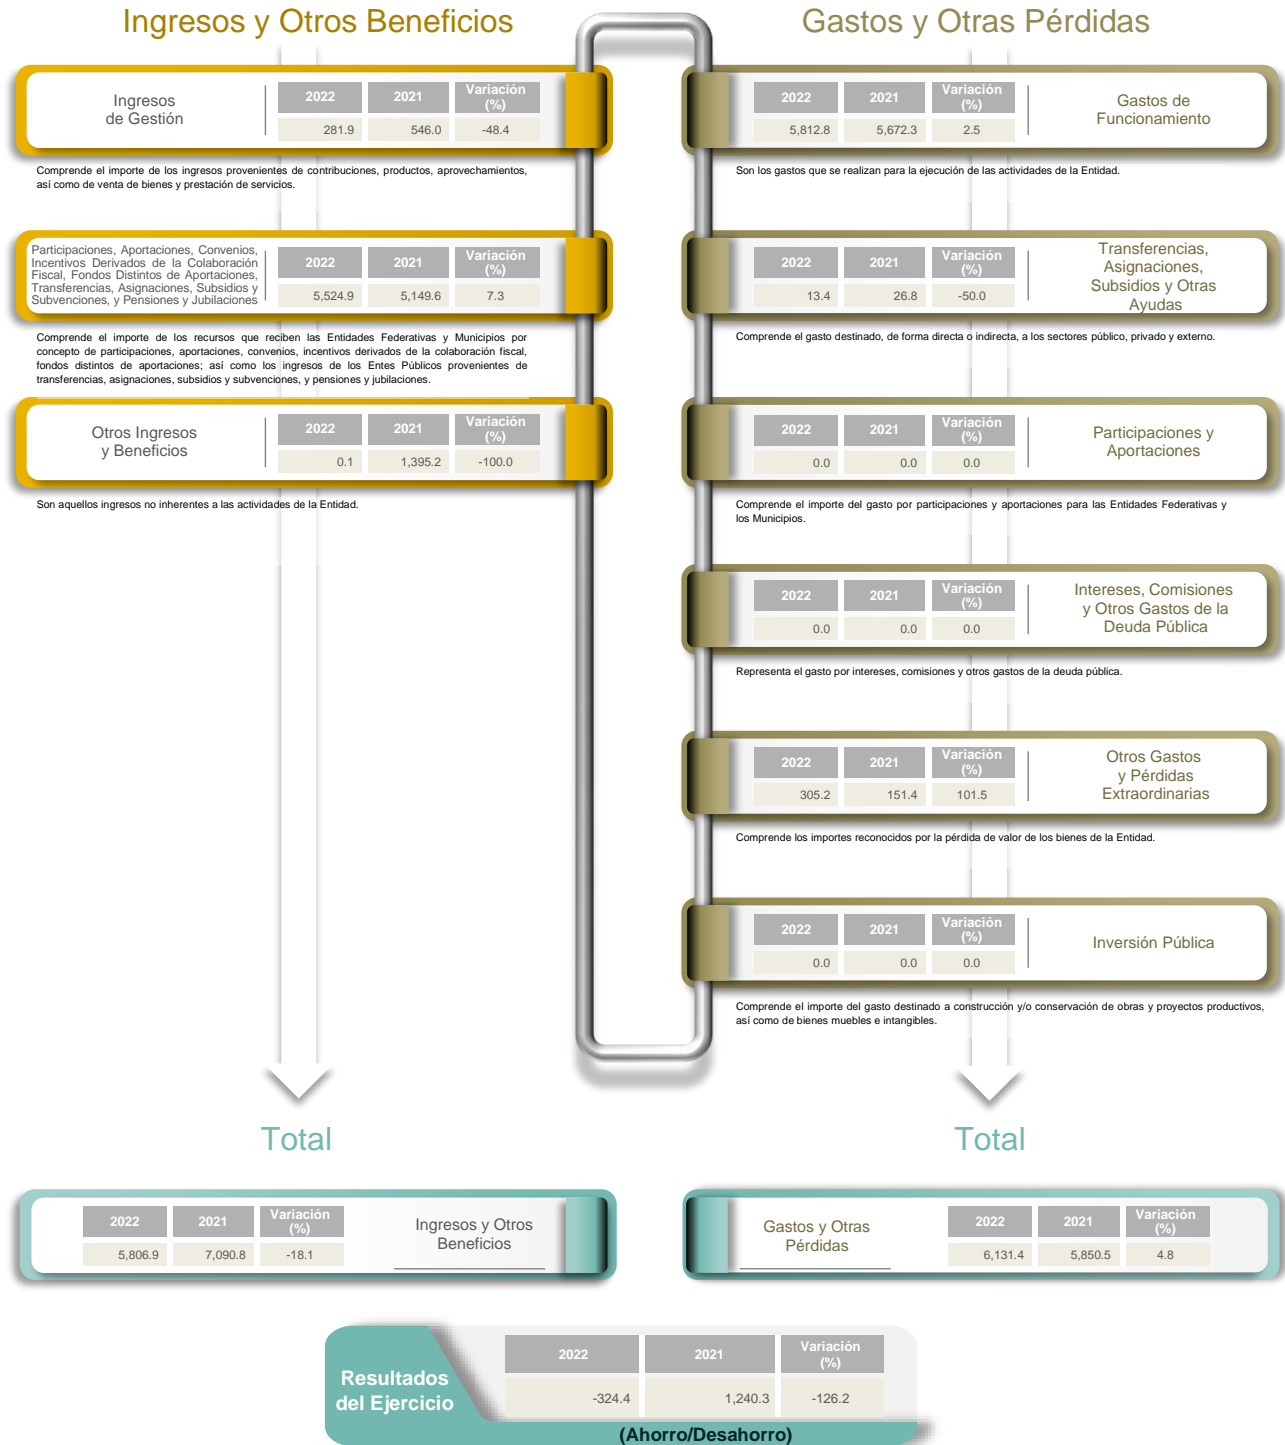 Ingresos y Otros Beneficios
Ingresos
de Gestión
2022 2021 Variación
(%)
281.9 546.0 -48.4
Comprende el importe de los ingresos provenientes de contribuciones, productos, aprovechamientos,
así como de venta de bienes y prestación de servicios.
Participaciones, Aportaciones, Convenios,
Incentivos Derivados de la Colaboración
Fiscal, Fondos Distintos de Aportaciones,
Transferencias, Asignaciones, Subsidios y
Subvenciones, y Pensiones y Jubilaciones
2022 2021 Variación
(%)
5,524.9 5,149.6 7.3
Comprende el importe de los recursos que reciben las Entidades Federativas y Municipios por
concepto de participaciones, aportaciones, convenios, incentivos derivados de la colaboración fiscal,
fondos distintos de aportaciones; así como los ingresos de los Entes Públicos provenientes de
transferencias, asignaciones, subsidios y subvenciones, y pensiones y jubilaciones.
Otros Ingresos
y Beneficios
2022 2021 Variación
(%)
0.1 1,395.2 -100.0
Son aquellos ingresos no inherentes a las actividades de la Entidad.
Gastos y Otras Pérdidas
2022 2021 Variación
(%)
5,812.8 5,672.3 2.5
Gastos de
Funcionamiento
Son los gastos que se realizan para la ejecución de las actividades de la Entidad.
2022 2021 Variación
(%)
13.4 26.8 -50.0
Transferencias,
Asignaciones,
Subsidios y Otras
Ayudas
Comprende el gasto destinado, de forma directa o indirecta, a los sectores público, privado y externo.
2022 2021 Variación
(%)
0.0 0.0 0.0
Participaciones y
Aportaciones
Comprende el importe del gasto por participaciones y aportaciones para las Entidades Federativas y
los Municipios.
2022 2021 Variación
(%)
0.0 0.0 0.0
Intereses, Comisiones
y Otros Gastos de la
Deuda Pública
Representa el gasto por intereses, comisiones y otros gastos de la deuda pública.
2022 2021 Variación
(%)
305.2 151.4 101.5
Otros Gastos
y Pérdidas
Extraordinarias
Comprende los importes reconocidos por la pérdida de valor de los bienes de la Entidad.
2022 2021 Variación
(%)
0.0 0.0 0.0
Inversión Pública
Comprende el importe del gasto destinado a construcción y/o conservación de obras y proyectos productivos,
así como de bienes muebles e intangibles.
Total
2022 2021 Variación
(%)
5,806.9 7,090.8 -18.1
Ingresos y Otros
Beneficios
Total
Gastos y Otras
Pérdidas
2022 2021 Variación
(%)
6,131.4 5,850.5 4.8
Resultados
del Ejercicio
2022 2021 Variación
(%)
-324.4 1,240.3 -126.2
(Ahorro/Desahorro)